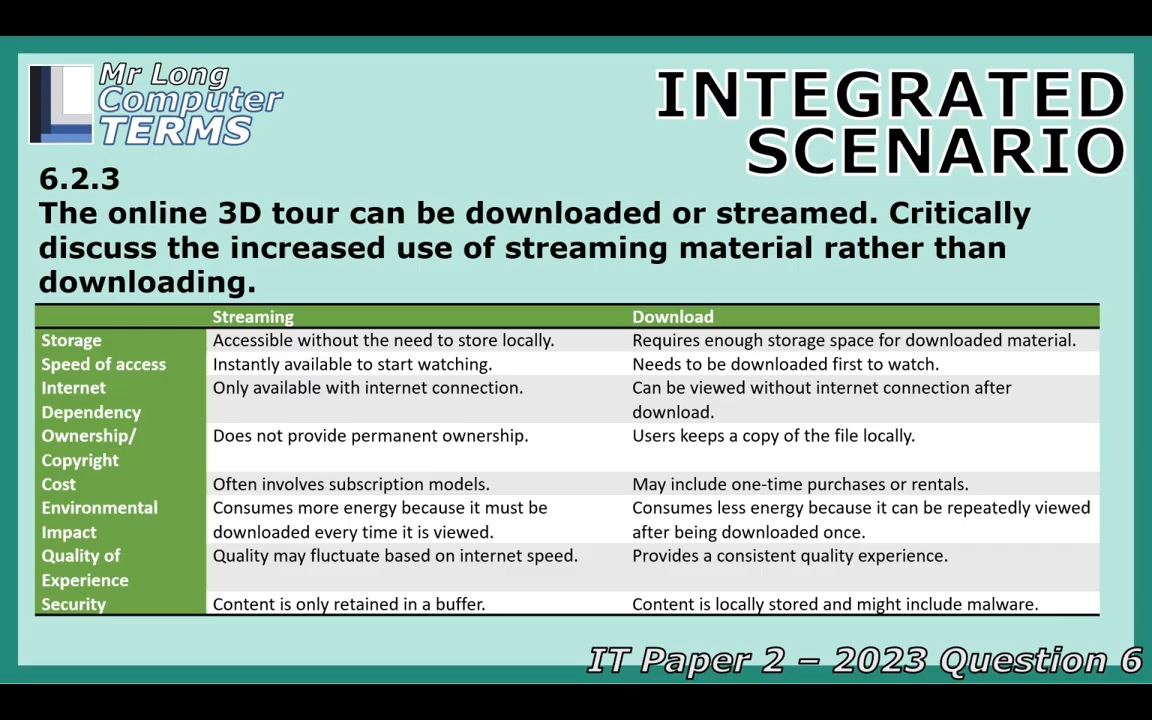 Mr Long
Computer
TERMS
INTEGRATED
SCENARIO
6.2.3
The online 3D tour can be downloaded or streamed. Critically
discuss the increased use of streaming material rather than
downloading.
Streaming Download
Storage Accessible without the need to store locally. Requires enough storage space for downloaded material.
Speed of access Instantly available to start watching. Needs to be downloaded first to watch.
Internet Only available with internet connection. Can be viewed without internet connection after
Dependency download.
Ownership/ Does not provide permanent ownership. Users keeps a copy of the file locally.
Copyright
Cost Often involves subscription models. May include one-time purchases or rentals.
Environmental Consumes more energy because it must be Consumes less energy because it can be repeatedly viewed
Impact downloaded every time it is viewed. after being downloaded once.
Quality of Quality may fluctuate based on internet speed. Provides a consistent quality experience.
Experience
Security Content is only retained in a buffer. Content is locally stored and might include malware.
IT Paper 2 – 2023 Question 6